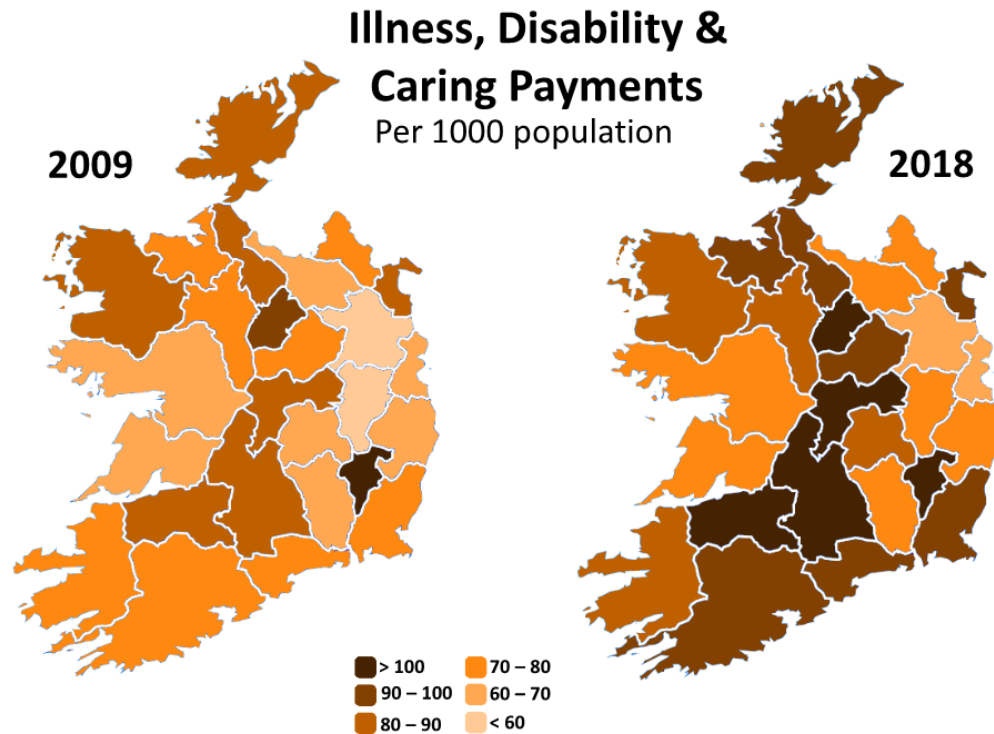 Illness, Disability &
Caring Payments
Per 1000 population
2009
2018
> 100
90 – 100
80 – 90
70 – 80
60 – 70
< 60